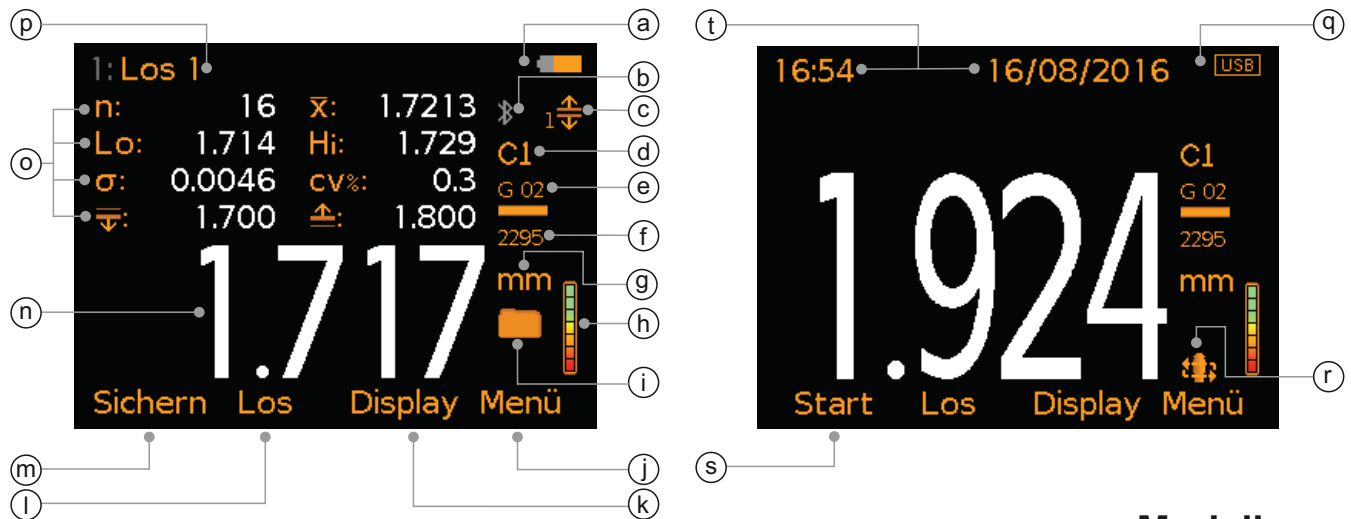 p
a
t
q
1: Los 1
16:54
16/08/2016
USB
b
n: 16 x̅: 1.7213
1
c
Lo: 1.714 Hi: 1.729
o
C1
d
C1
σ: 0.0046 cv%: 0.3
G 02
e
G 02
1.700
: 1.800
2295
f
2295
mm
g
mm
n
1.717
h
1.924
i
r
Sichern Los Display Menü
Start Los Display Menü
m
j
s
l
k